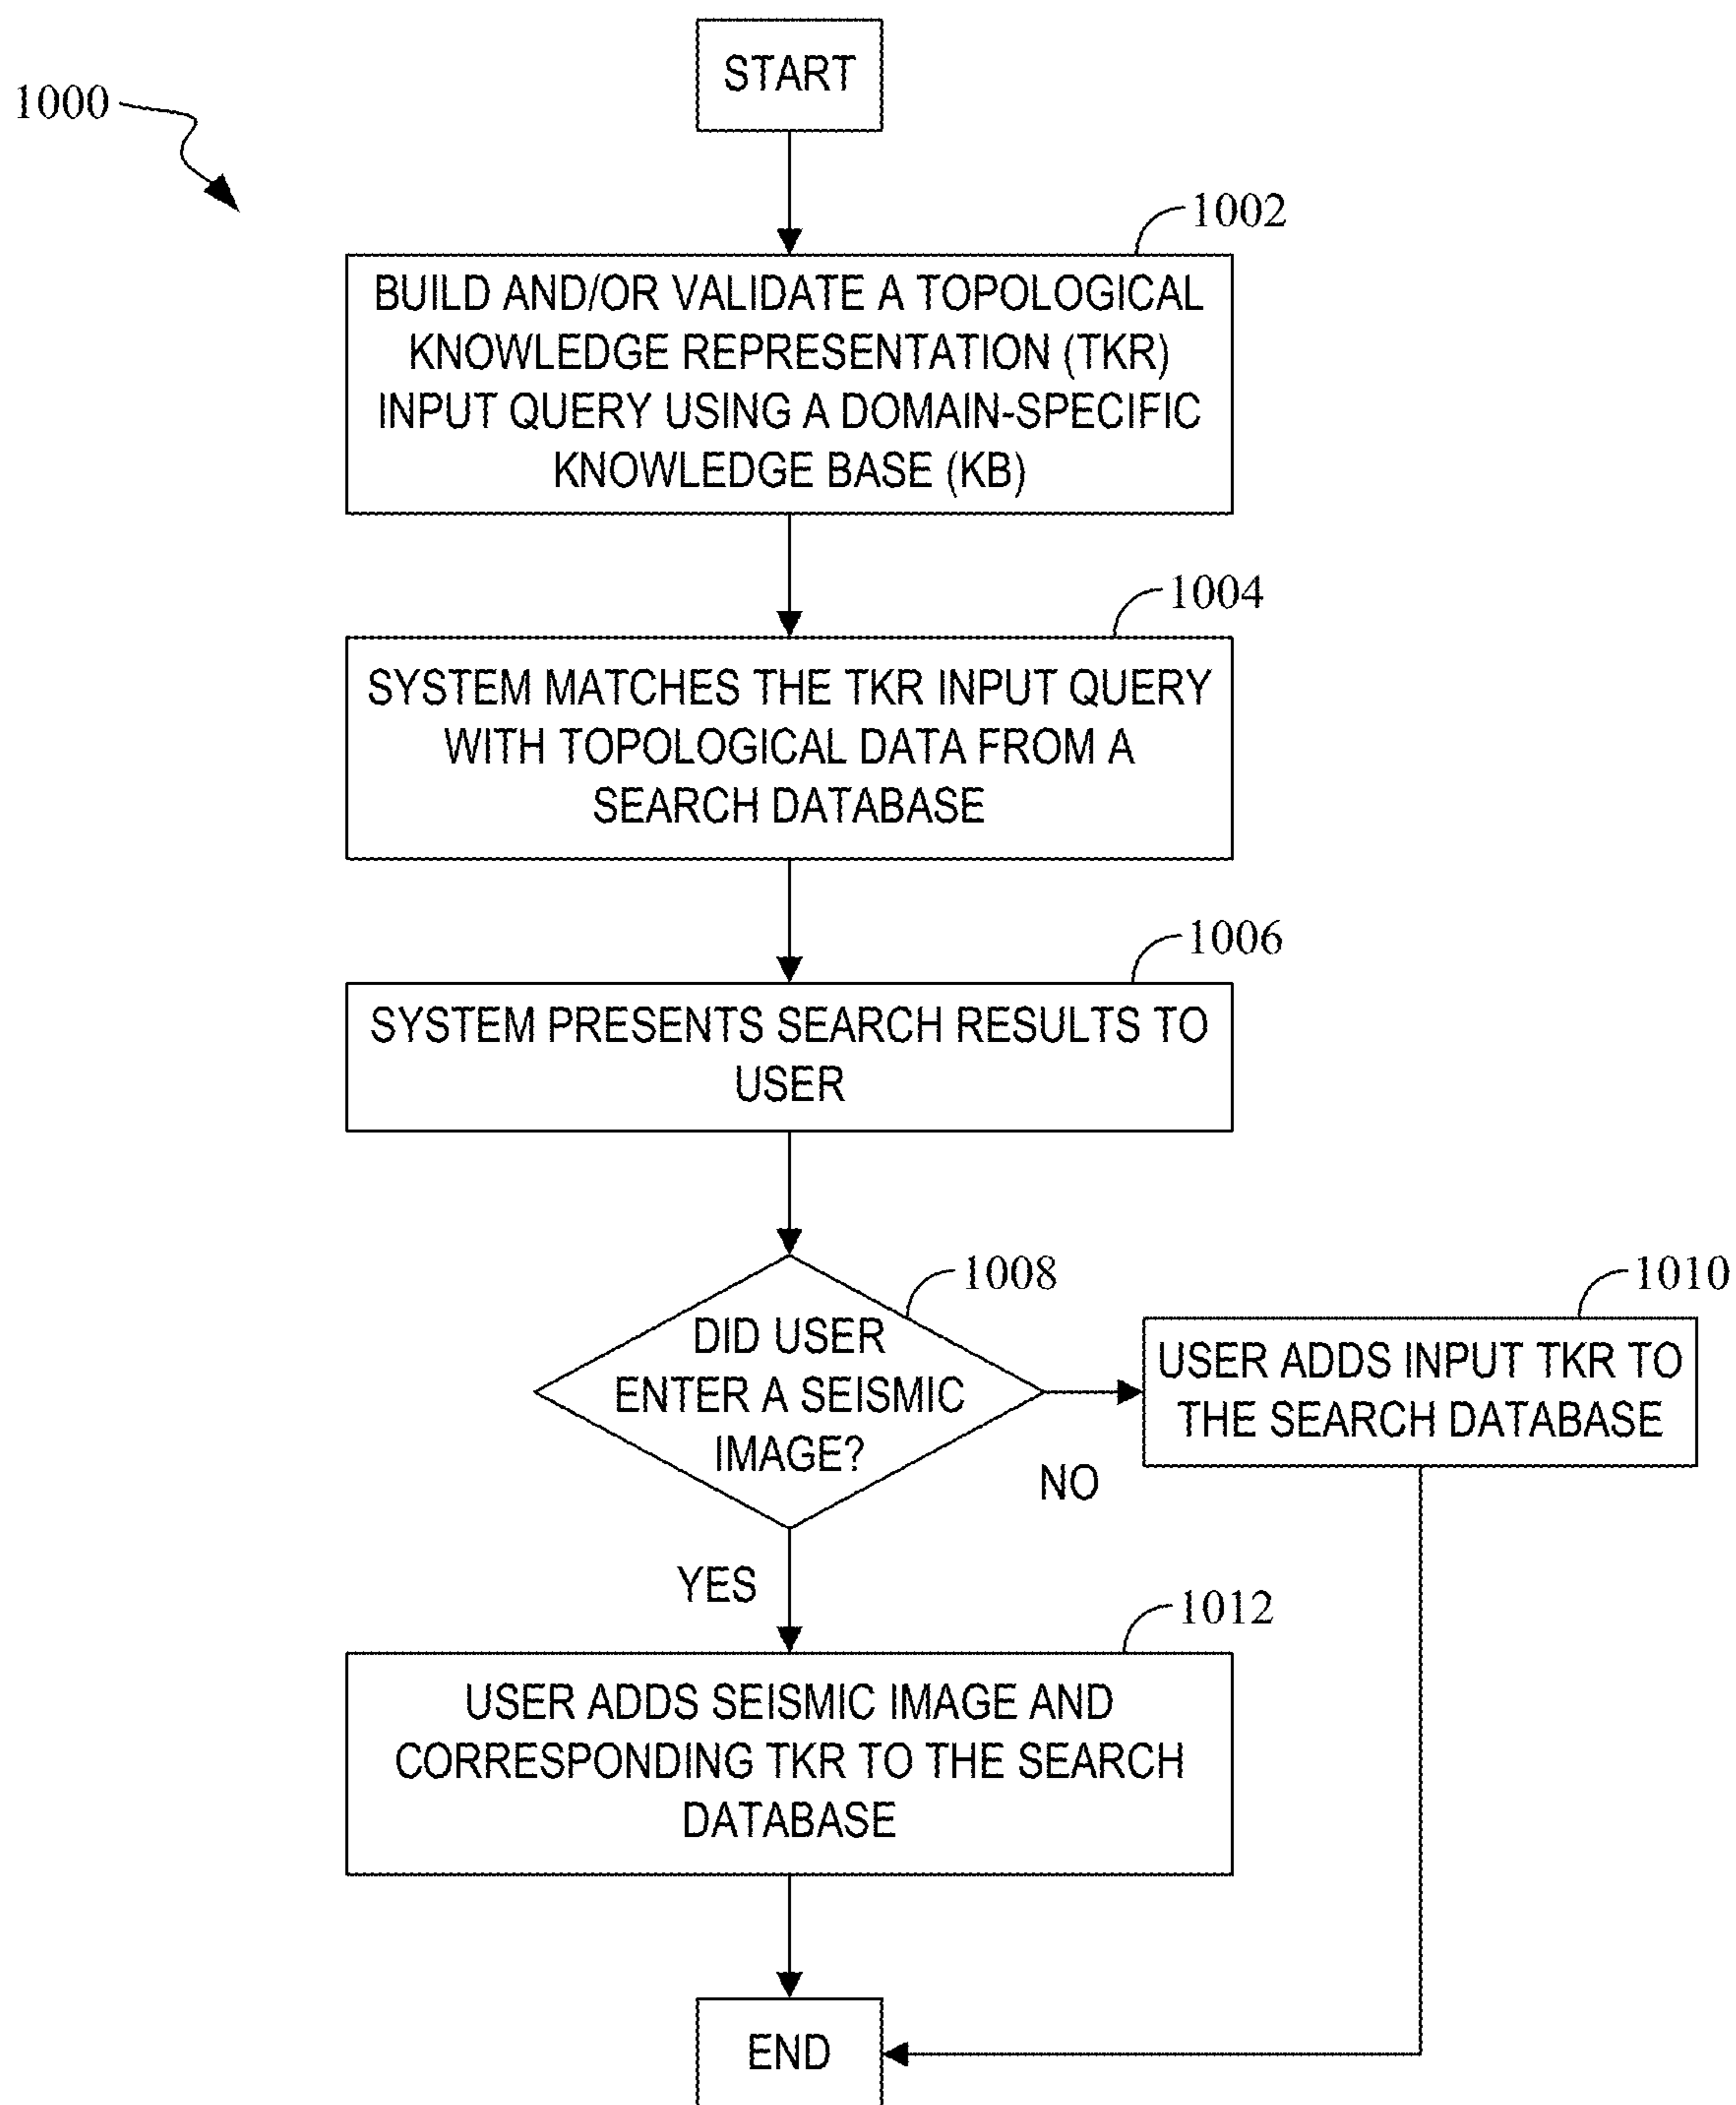 START
1000
1002
BUILD AND/OR VALIDATE A TOPOLOGICAL
KNOWLEDGE REPRESENTATION (TKR)
INPUT QUERY USING A DOMAIN-SPECIFIC
KNOWLEDGE BASE (KB)
1004
SYSTEM MATCHES THE TKR INPUT QUERY
WITH TOPOLOGICAL DATA FROM A
SEARCH DATABASE
1006
SYSTEM PRESENTS SEARCH RESULTS TO
USER
1008
DID USER
ENTER A SEISMIC
IMAGE?
1010
USER ADDS INPUT TKR TO
THE SEARCH DATABASE
NO
YES
1012
USER ADDS SEISMIC IMAGE AND
CORRESPONDING TKR TO THE SEARCH
DATABASE
END